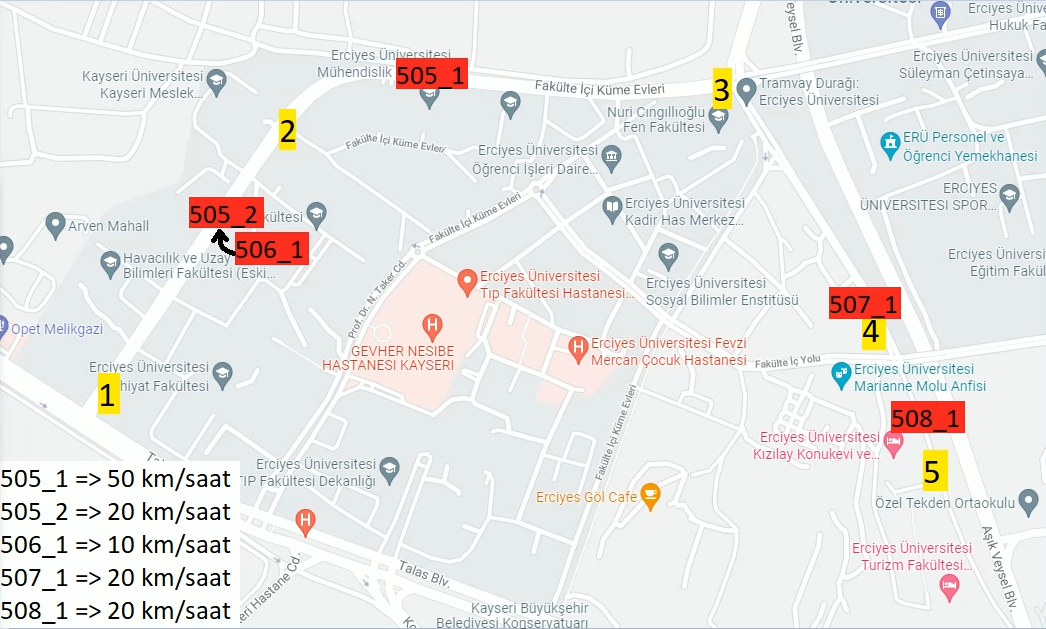 Erciyes Ünive
Hukuk Fa
Veysel Blv.
Erciyes Üniversitesi
Mühendislik
505_1
Kayseri Üniversitesi
Kayseri Meslek...
Fakülte İçi Küme Evleri
3
Tramvay Durağı:
Erciyes Üniversitesi
Erciyes Üniversitesi
Süleyman Çetinsaya...
2
Nuri Cıngıllıoğlu
Fen Fakültesi
Fakülte İçi Küme Evleri
Erciyes Üniversitesi
Öğrenci İşleri Daire...
ERÜ Personel ve
Öğrenci Yemekhanesi
ERCIYES
ÜNIVERSITESI SPOR...
505_2
ültesi
Arven Mahall
506_1
Fakülte İçi Küme Evleri
Erciyes Üniversitesi
Kadir Has Merkez...
Havacılık ve Uzay
Bilimleri Fakültesi (Eski...
Erciyes Üniversi
Eğitim Fakül
Prof. Dr. N. Taker Cd.
Erciyes Üniversitesi
Tıp Fakültesi Hastanesi...
Erciyes Üniversitesi
Sosyal Bilimler Enstitüsü
507_1
4
Opet Melikgazi
GEVHER NESIBE
HASTANESI KAYSERI
Erciyes Üniversitesi Fevzi
Mercan Çocuk Hastanesi
Fakülte İç Yolu
Erciyes Üniversitesi
hiyat Fakültesi
1
Erciyes Üniversitesi
Marianne Molu Anfisi
508_1
Fakülte İçi Küme Evleri
Erciyes Üniversitesi
Kızılay Konukevi ve...
5
Erciyes Üniversitesi
TIP Fakültesi Dekanlığı
Erciyes Göl Cafe
Özel Tekden Ortaokulu
505_1 => 50 km/saat
505_2 => 20 km/saat
506_1 => 10 km/saat
507_1 => 20 km/saat
508_1 => 20 km/saat
Talas Blv.
Erciyes Üniversitesi
Turizm Fakültesi...
Aşık Veysel Blv.
eri Hastane Cd.
Kayseri Büyükşehir
Belediyesi Konservatuarı